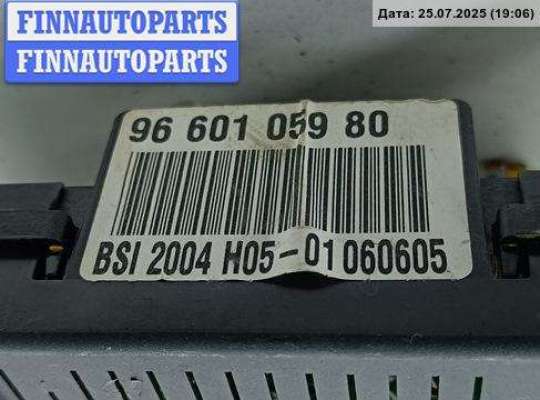 FINNAUTOPARTS
FINNAUTOPARTS
Дата: 25.07.2025 (19:06)
96 601 059 80
BSI 2004 H05-01 060605